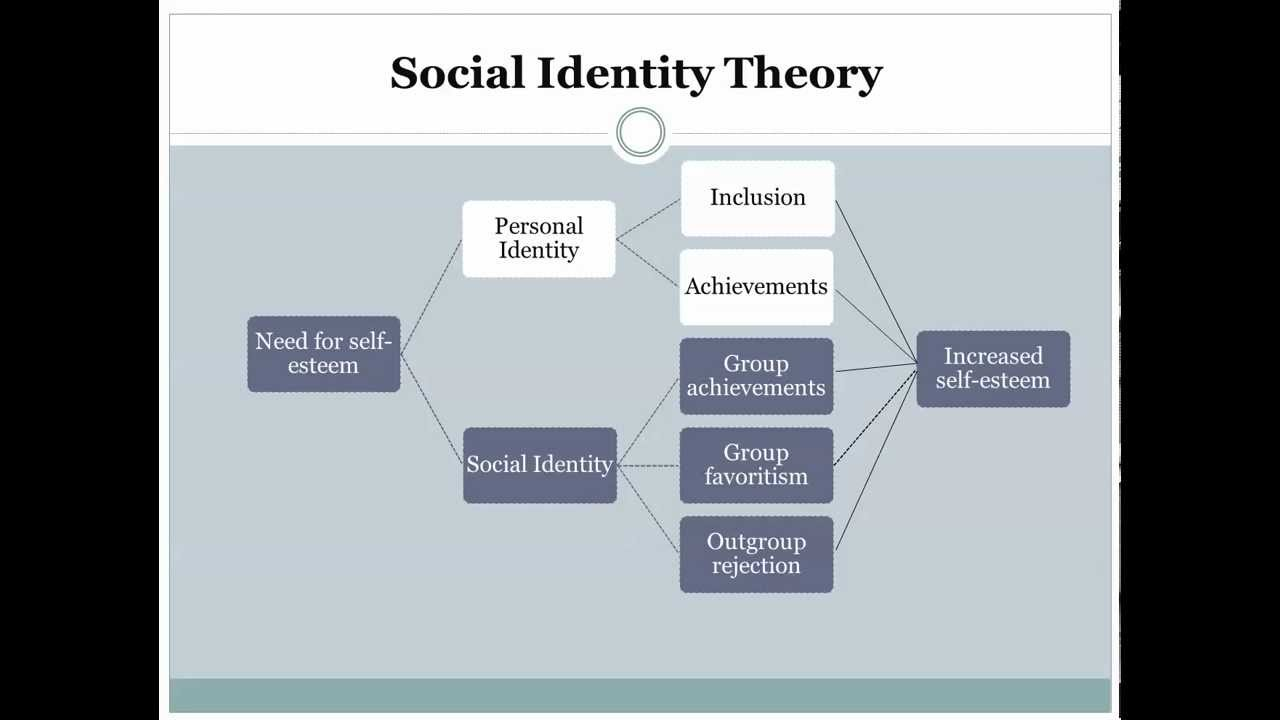 Social Identity Theory
Need for self-
esteem
Personal
Identity
Social Identity
Inclusion
Achievements
Group
achievements
Group
favoritism
Outgroup
rejection
Increased
self-esteem